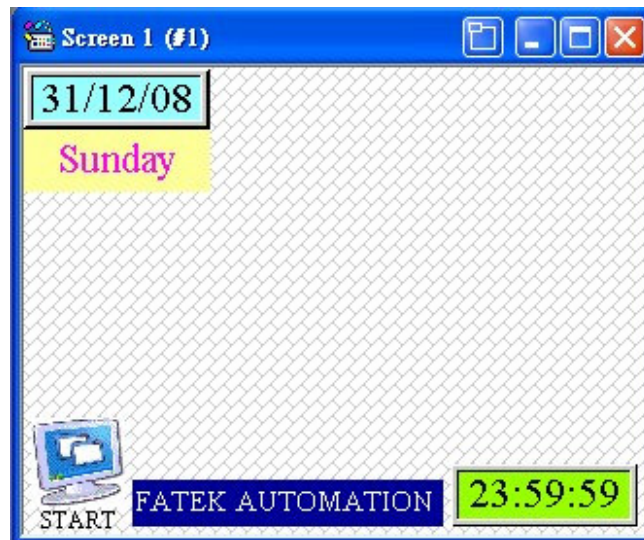 Screen 1 (#1)
31/12/08
Sunday
START
FATEK AUTOMATION
23:59:59